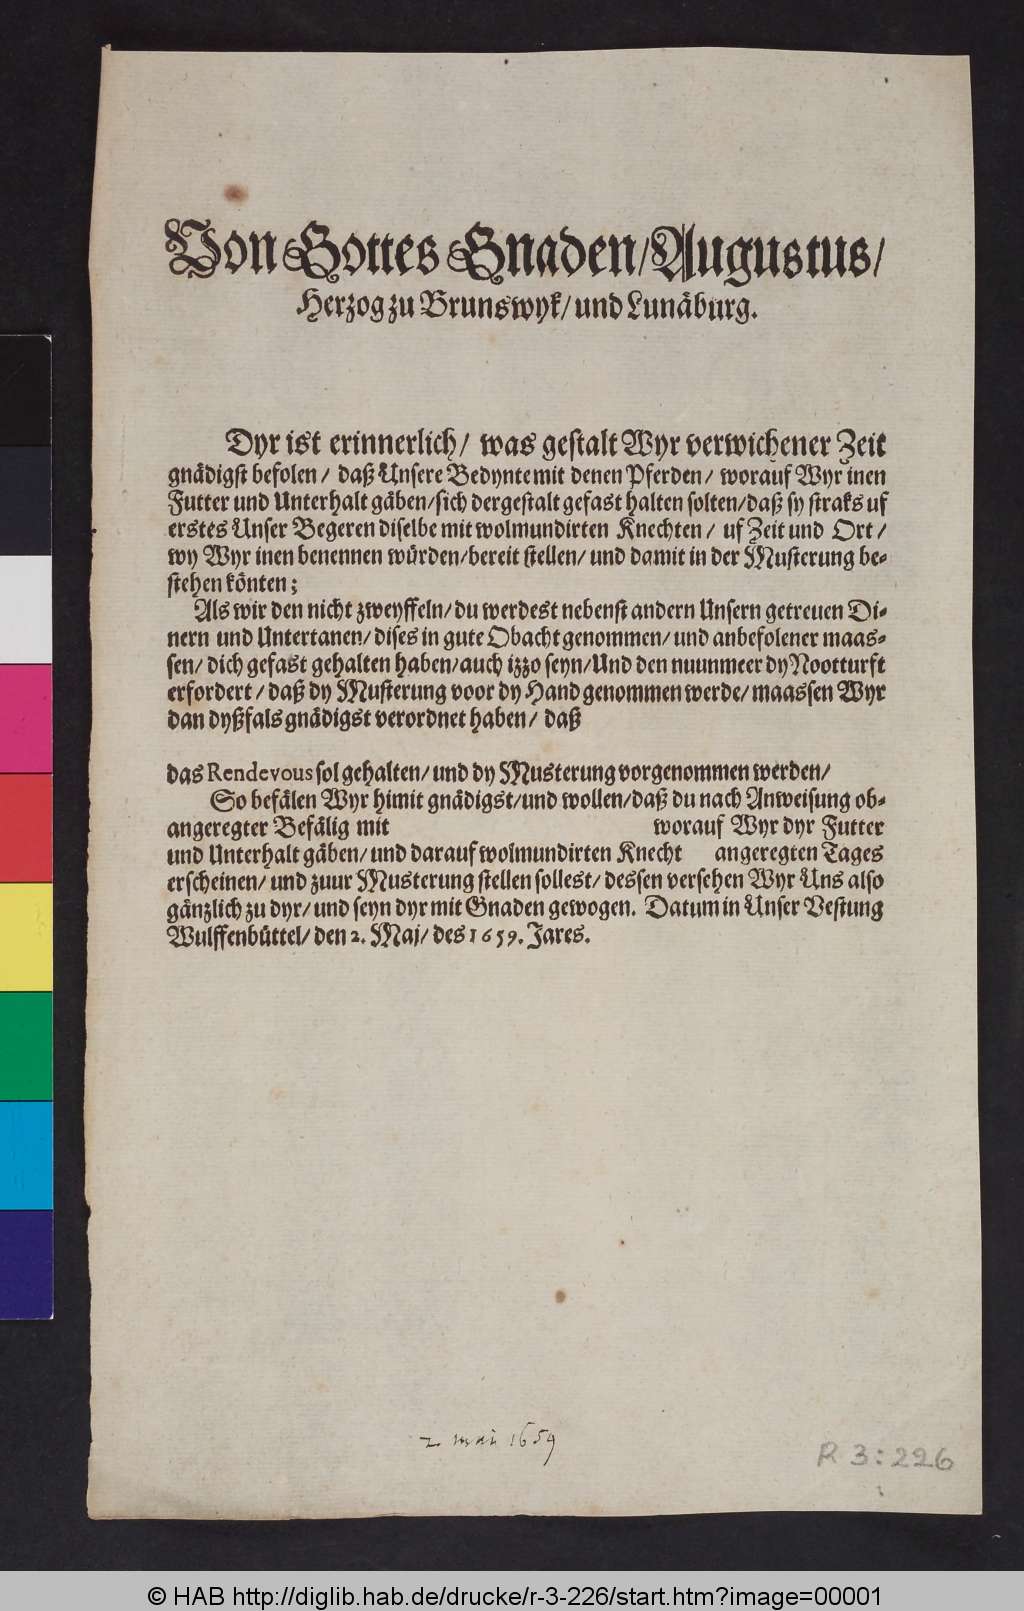 Von Gottes Gnaden/Augustus/
Herzog zu Brunswyk/ und Lunäburg.
Dyr ist erinnerlich/ was gestalt Wyr verwichener Zeit
gnädigst befolen/ daß Unsere Bedynte mit denen Pferden/ worauf Wyr inen
Futter und Unterhalt gäben/sich dergestalt gefast halten solten/daß sy straks uf
erstes Unser Begeren diselbe mit wolmundirten Knechten/ uf Zeit und Ort/
wy Wyr inen benennen würden/bereit stellen/ und damit in der Musterung be-
stehen könten;
Als wir den nicht zweyffeln/ du werdest nebenst andern Unsern getreuen Di-
nern und Untertanen/ dises in gute Obacht genommen/ und anbefolener maas-
sen/ dich gefast gehalten haben/auch izzo seyn/Und den nuunmeer dy Nootturft
erfordert/ daß dy Musterung voor dy Hand genommen werde/ maassen Wyr
dan dyßfals gnädigst verordnet haben/ daß
das Rendevous sol gehalten/ und dy Musterung vorgenommen werden/
So befälen Wyr himit gnädigst/und wollen/daß du nach Anweisung ob-
angeregter Befälig mit worauf Wyr dyr Futter
und Unterhalt gäben/ und darauf wolmundirten Knecht angeregten Tages
erscheinen/ und zuur Musterung stellen sollest/ dessen versehen Wyr Uns also
gänzlich zu dyr/ und seyn dyr mit Gnaden gewogen. Datum in Unser Vestung
Wulffenbüttel/ den 2. Maj/ des 1659. Jares.
2 mai 1659
R 3:226
© HAB http://diglib.hab.de/drucke/r-3-226/start.htm?image=00001